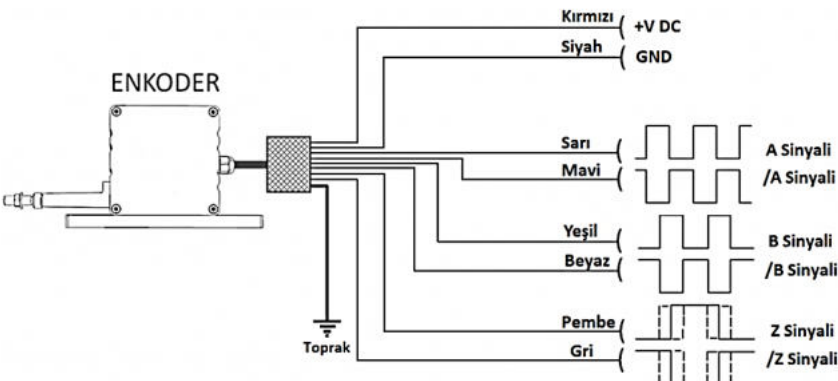 Kırmızı
+V DC
Siyah
GND
ENKODER
Sarı
A Sinyali
Mavi
/A Sinyali
Yeşil
B Sinyali
Beyaz
/B Sinyali
Pembe
Z Sinyali
Toprak
Gri
/Z Sinyali